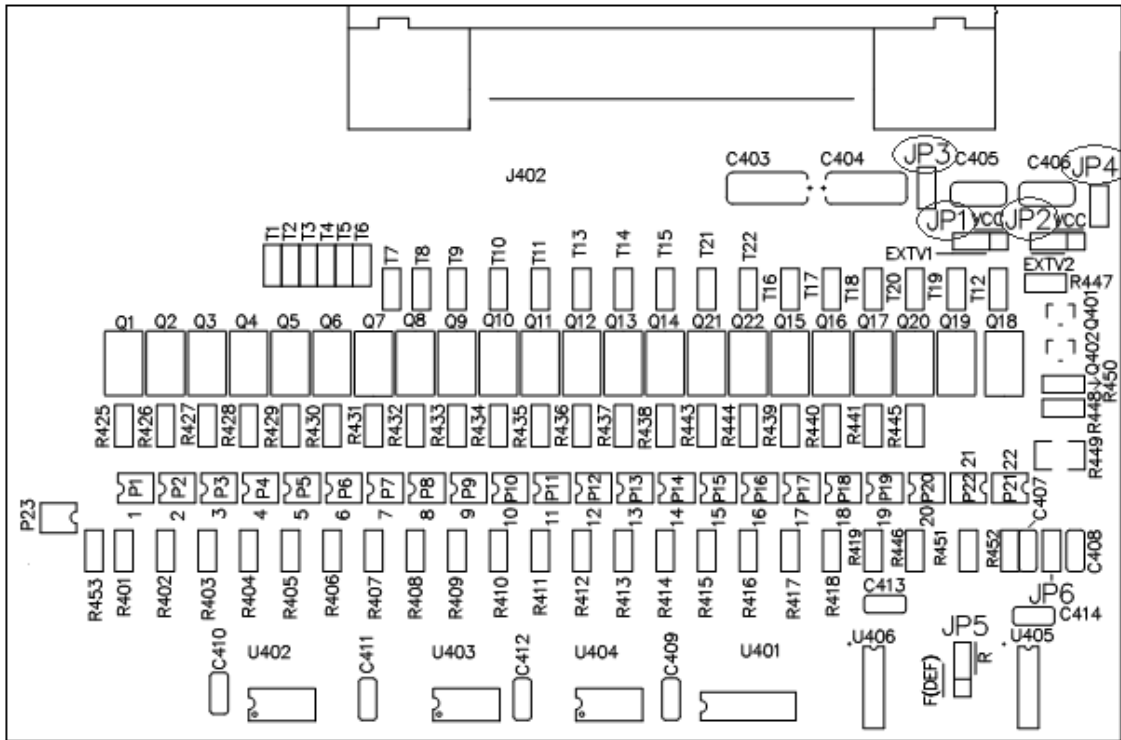 C403
C404
JP3
C405
C406
JP4
J402
JP1
VCC
JP2
VCC
EXTV1
EXTV2
R447
T1
T2
T3
T4
T5
T6
T7
T8
T9
T10
T11
T13
T14
T15
T21
T22
T16
T17
T18
T20
T19
T12
Q401
Q402
Q1
Q2
Q3
Q4
Q5
Q6
Q7
Q8
Q9
Q10
Q11
Q12
Q13
Q14
Q21
Q22
Q15
Q16
Q17
Q20
Q19
Q18
R450
R448
R449
R425
R426
R427
R428
R429
R430
R431
R432
R433
R434
R435
R436
R437
R438
R443
R444
R439
R440
R441
R445
P23
P1
P2
P3
P4
P5
P6
P7
P8
P9
P10
P11
P12
P13
P14
P15
P16
P17
P18
P19
P20
P22
21
P21
22
C407
1
2
3
4
5
6
7
8
9
10
11
12
13
14
15
16
17
18
19
20
R453
R401
R402
R403
R404
R405
R406
R407
R408
R409
R410
R411
R412
R413
R414
R415
R416
R417
R418
R419
R446
R451
R452
C408
C413
JP6
C414
C410
U402
C411
U403
C412
U404
C409
U401
U406
JP5
U405
F(DEF)
R